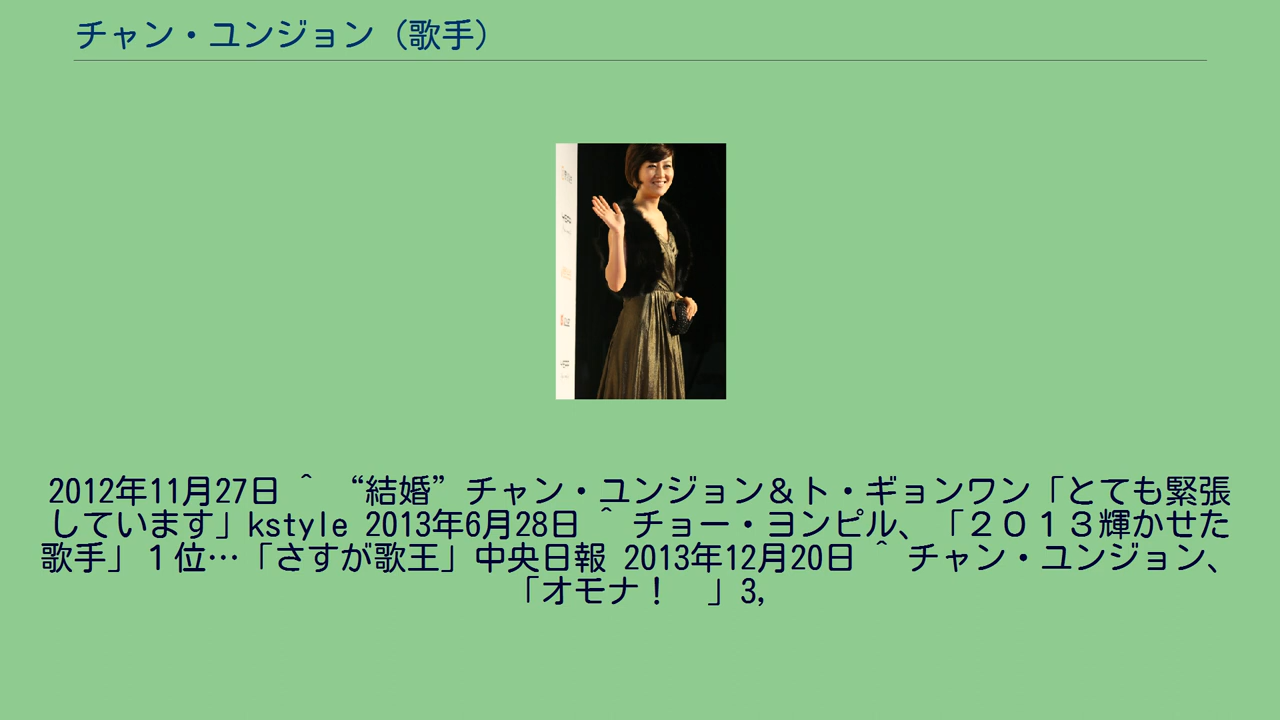 チャン・ユンジョン（歌手）
2012年11月27日 ^ “結婚”チャン・ユンジョン＆ト・ギョンワン「とても緊張
しています」kstyle 2013年6月28日 ^ チョー・ヨンピル、「２０１３輝かせた
歌手」１位…「さすが歌王」中央日報 2013年12月20日 ^ チャン・ユンジョン、
「オモナ！　」3,